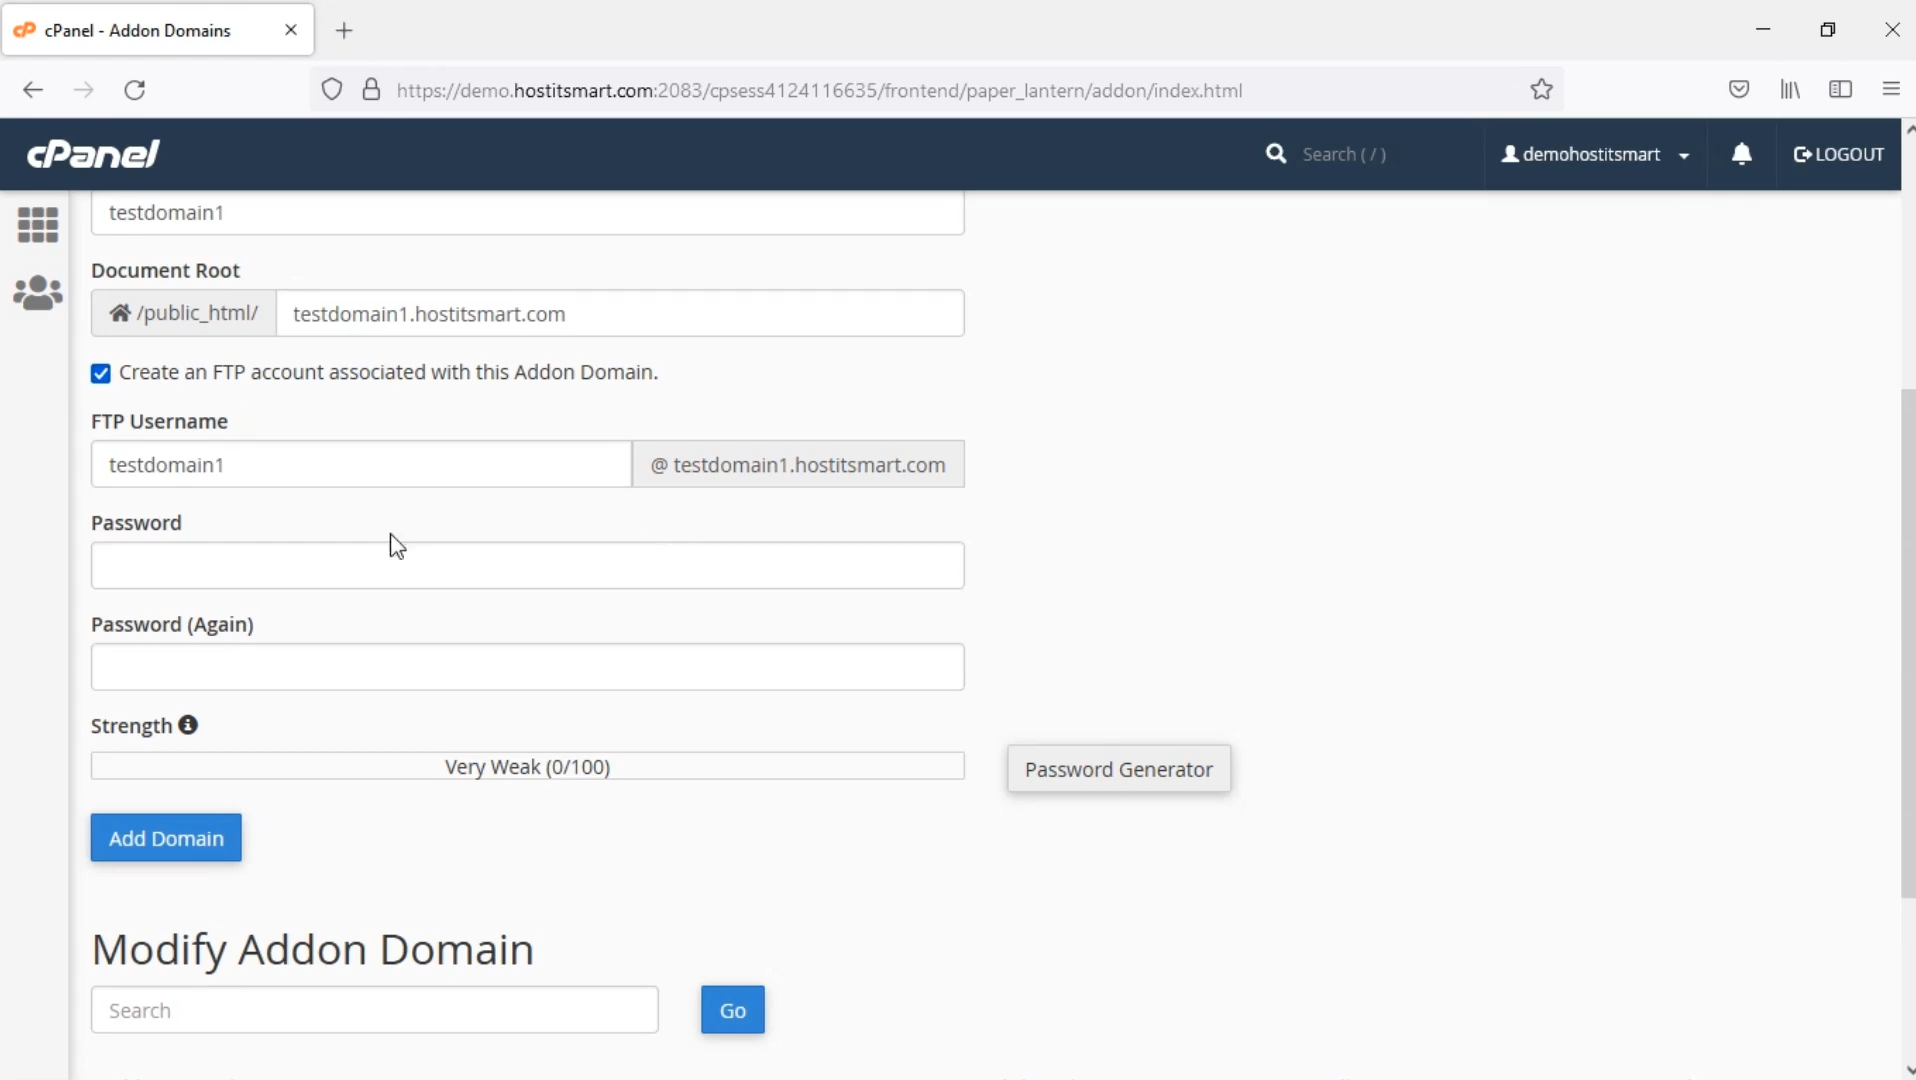 cPanel - Addon Domains
https://demo.hostitsmart.com:2083/cpsess4124116635/frontend/paper_lantern/addon/index.html
cPanel
Search ( / )
demohostitsmart
LOGOUT
testdomain1
Document Root
/public_html/ testdomain1.hostitsmart.com
Create an FTP account associated with this Addon Domain.
FTP Username
testdomain1 @ testdomain1.hostitsmart.com
Password
Password (Again)
Strength
Very Weak (0/100)
Password Generator
Add Domain
Modify Addon Domain
Search
Go